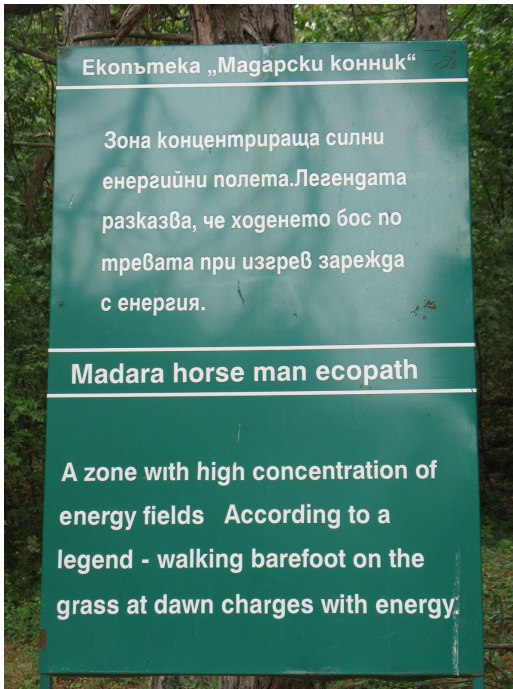 Екопътека „Мадарски конник“
Зона концентрираща силни
енергийни полета.Легендата
разказва, че ходенето бос по
тревата при изгрев зарежда
с енергия.
Madara horse man ecopath
A zone with high concentration of
energy fields According to a
legend - walking barefoot on the
grass at dawn charges with energy.